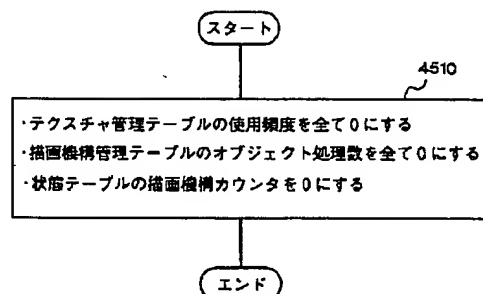 スタート
4510
・テクスチャ管理テーブルの使用頻度を全て0にする
・描画機構管理テーブルのオブジェクト処理数を全て0にする
・状態テーブルの描画機構カウンタを0にする
エンド